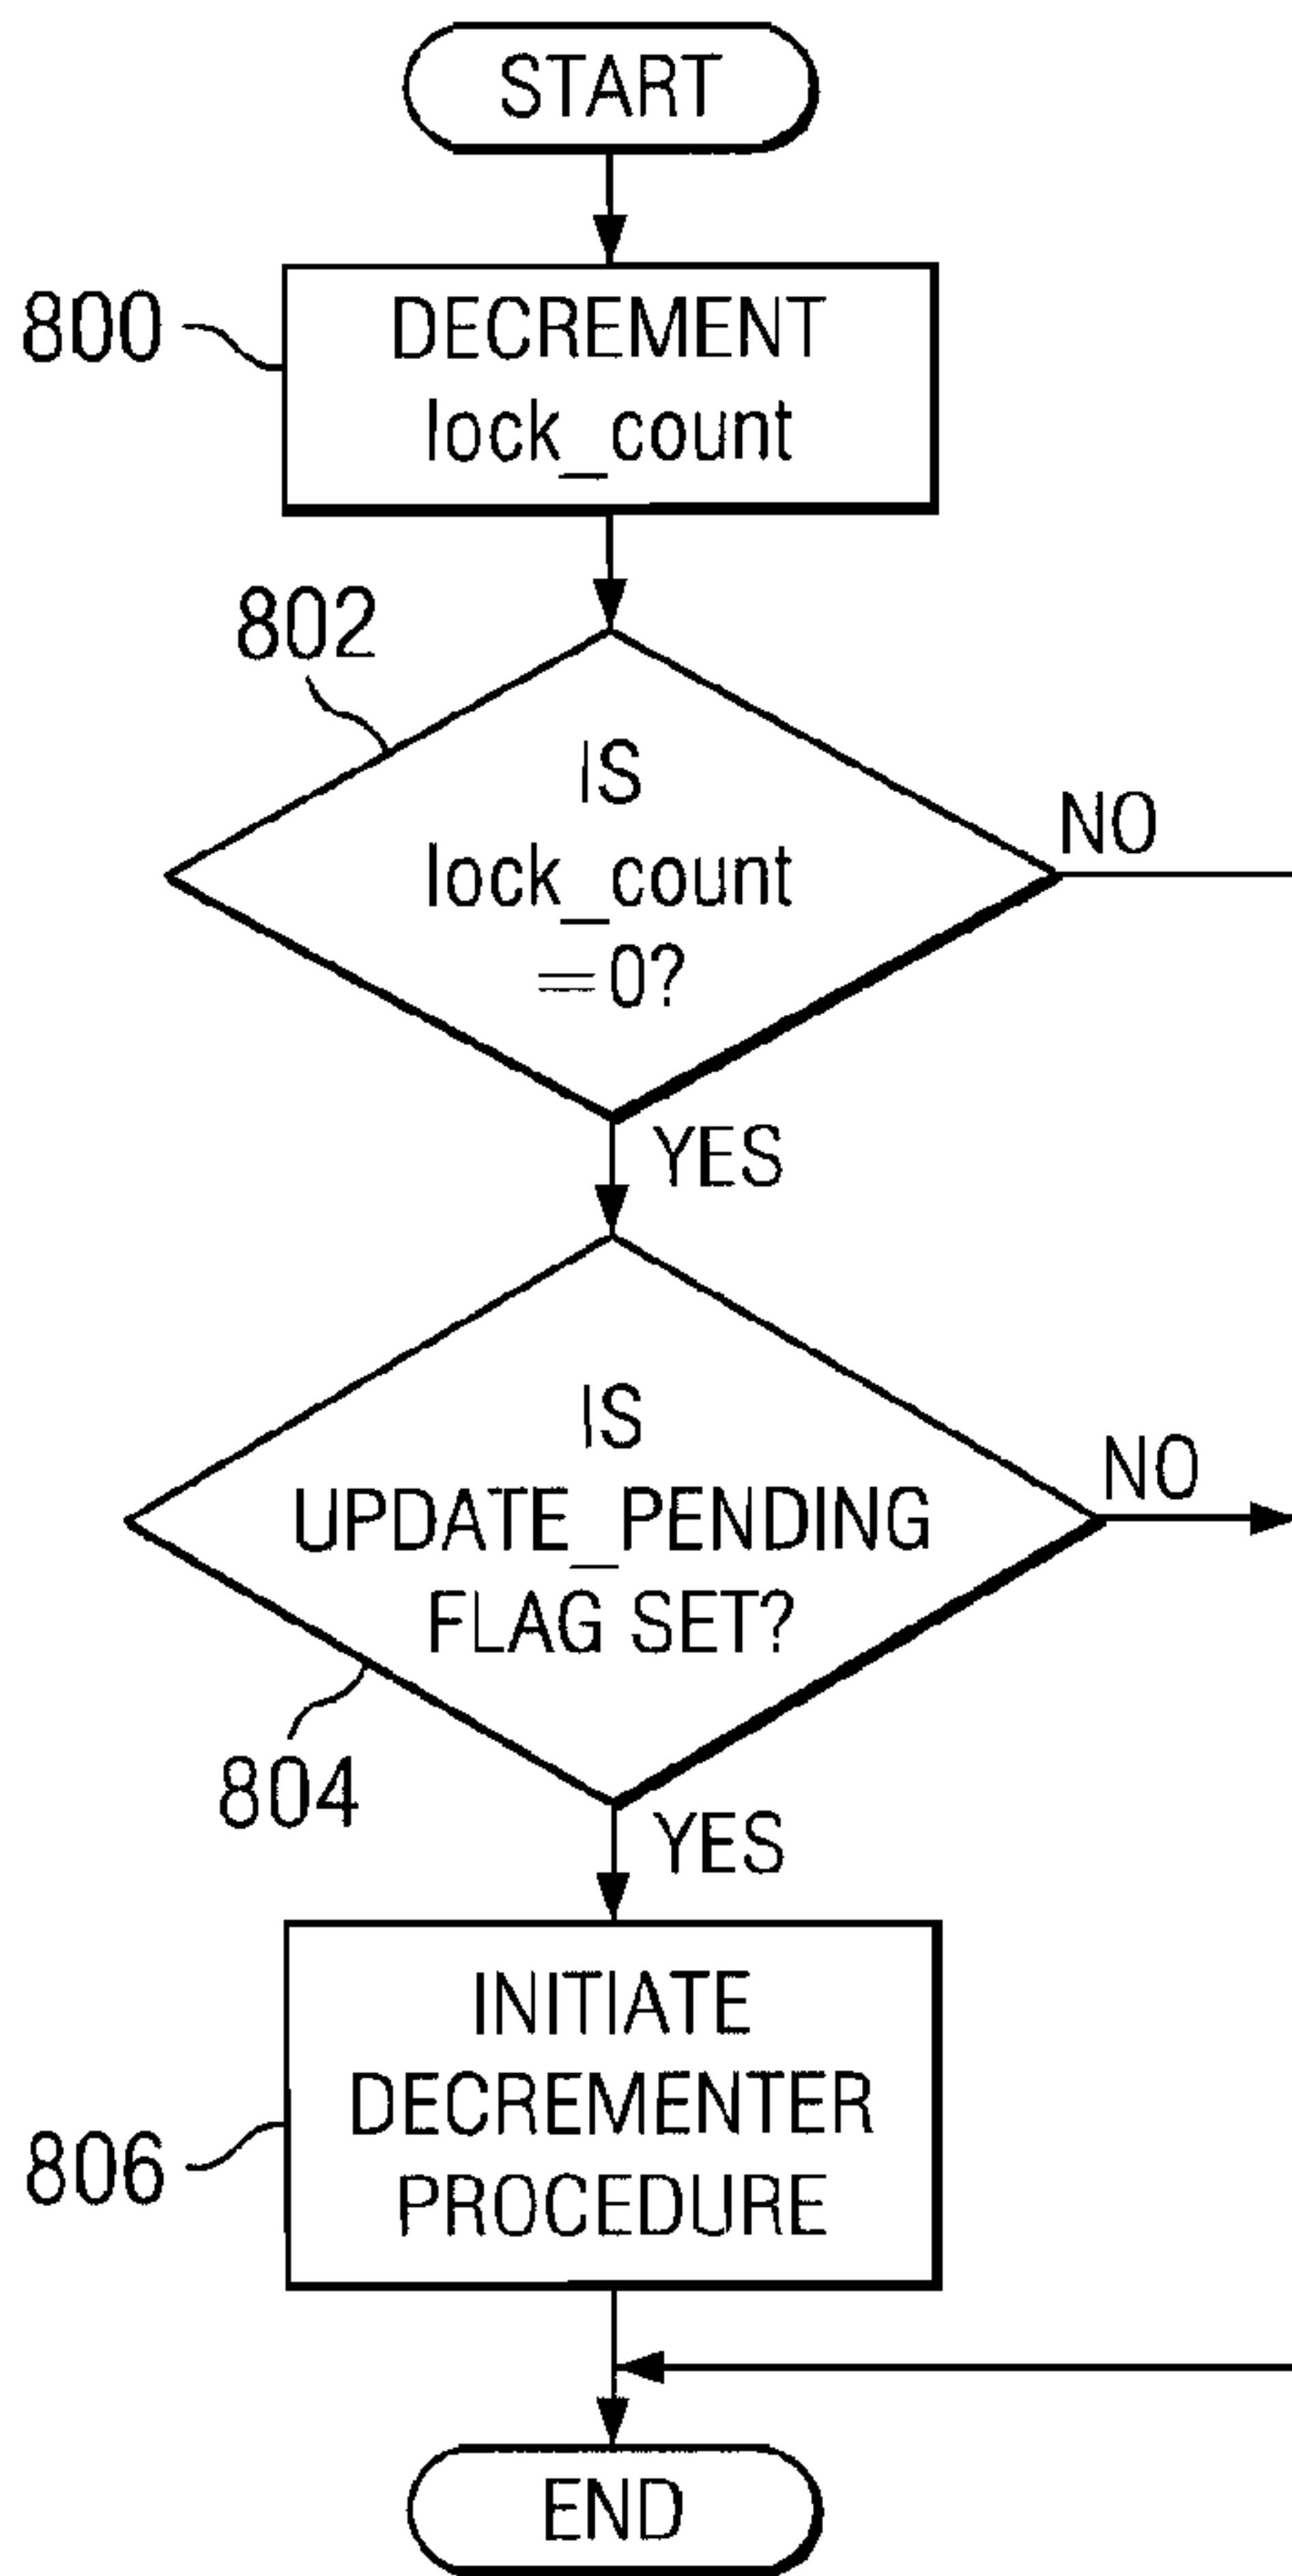 START
800
DECREMENT
lock_count
802
IS
lock_count
=0?
NO
YES
IS
UPDATE_PENDING
FLAG SET?
NO
804
YES
INITIATE
DECREMENTER
PROCEDURE
806
END